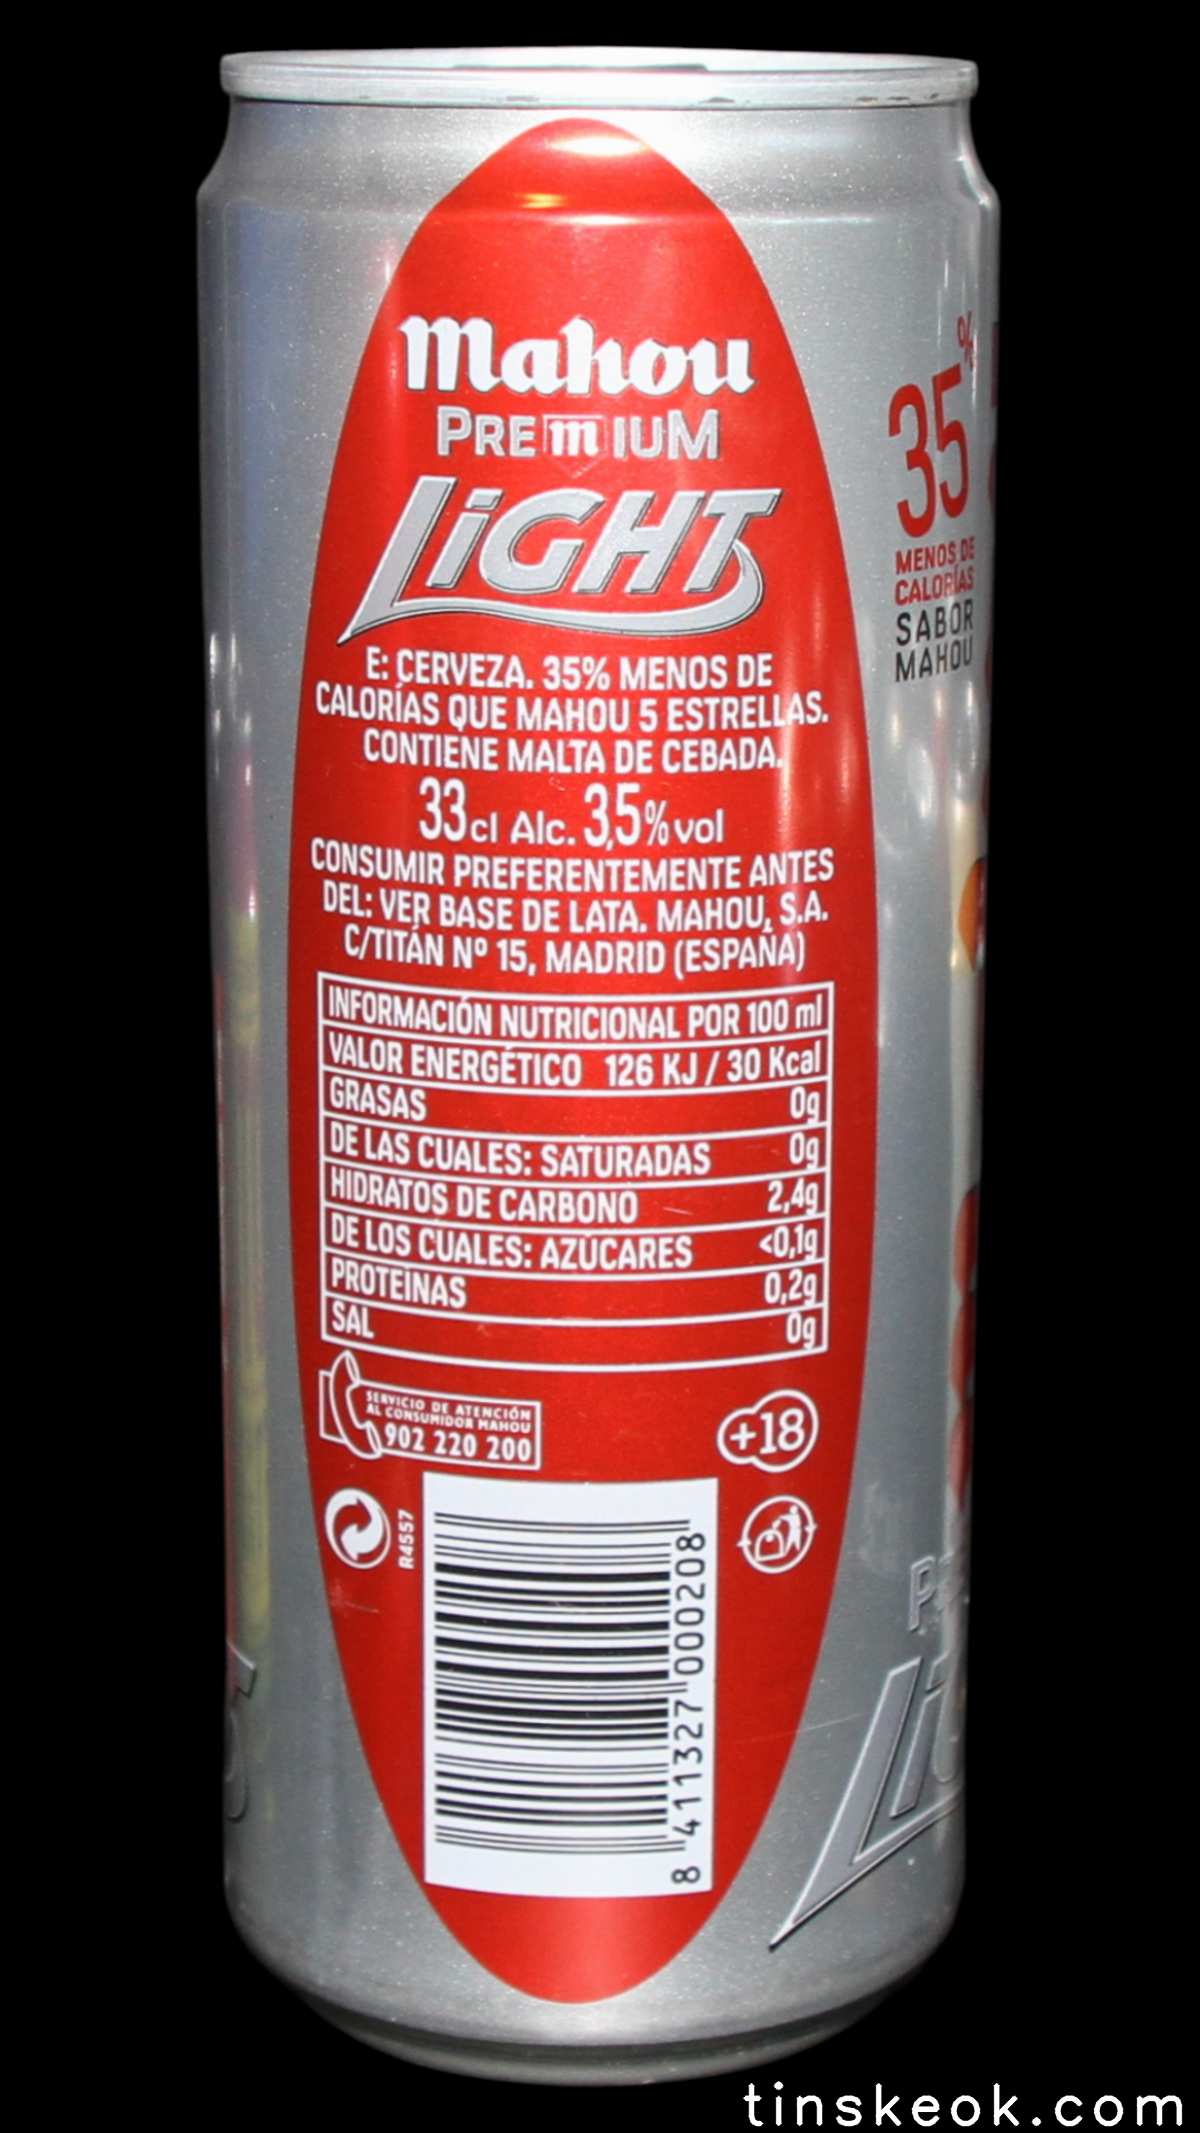 Mahou
PREmIUM
LiGHT
E: CERVEZA. 35% MENOS DE
CALORÍAS QUE MAHOU 5 ESTRELLAS.
CONTIENE MALTA DE CEBADA.
33cl Alc. 3,5% vol
CONSUMIR PREFERENTEMENTE ANTES
DEL: VER BASE DE LATA. MAHOU, S.A.
C/TITÁN Nº 15, MADRID (ESPAÑA)
INFORMACIÓN NUTRICIONAL POR 100 ml
VALOR ENERGÉTICO 126 KJ / 30 Kcal
GRASAS 0g
DE LAS CUALES: SATURADAS 0g
HIDRATOS DE CARBONO 2,4g
DE LOS CUALES: AZÚCARES <0,1g
PROTEÍNAS 0,2g
SAL 0g
SERVICIO DE ATENCIÓN
AL CONSUMIDOR MAHOU
902 220 200
+18
R4557
8 411327 000208
35%
MENOS DE
CALORÍAS
SABOR
MAHOU
tinskeok.com